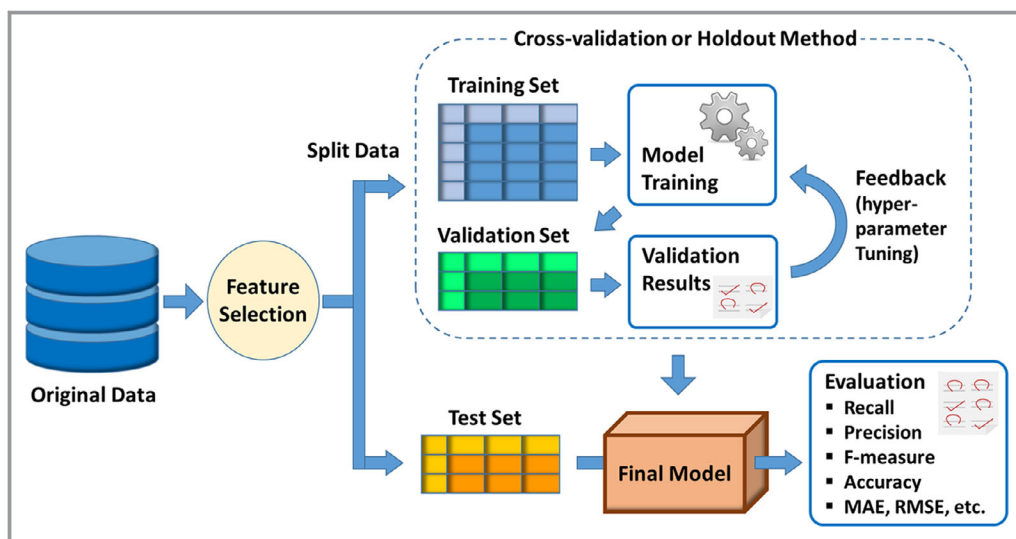 Cross-validation or Holdout Method
Training Set
Split Data
Model
Training
Feedback
(hyper-
parameter
Tuning)
Validation Set
Validation
Results
Feature
Selection
Original Data
Test Set
Final Model
Evaluation
▪ Recall
▪ Precision
▪ F-measure
▪ Accuracy
▪ MAE, RMSE, etc.